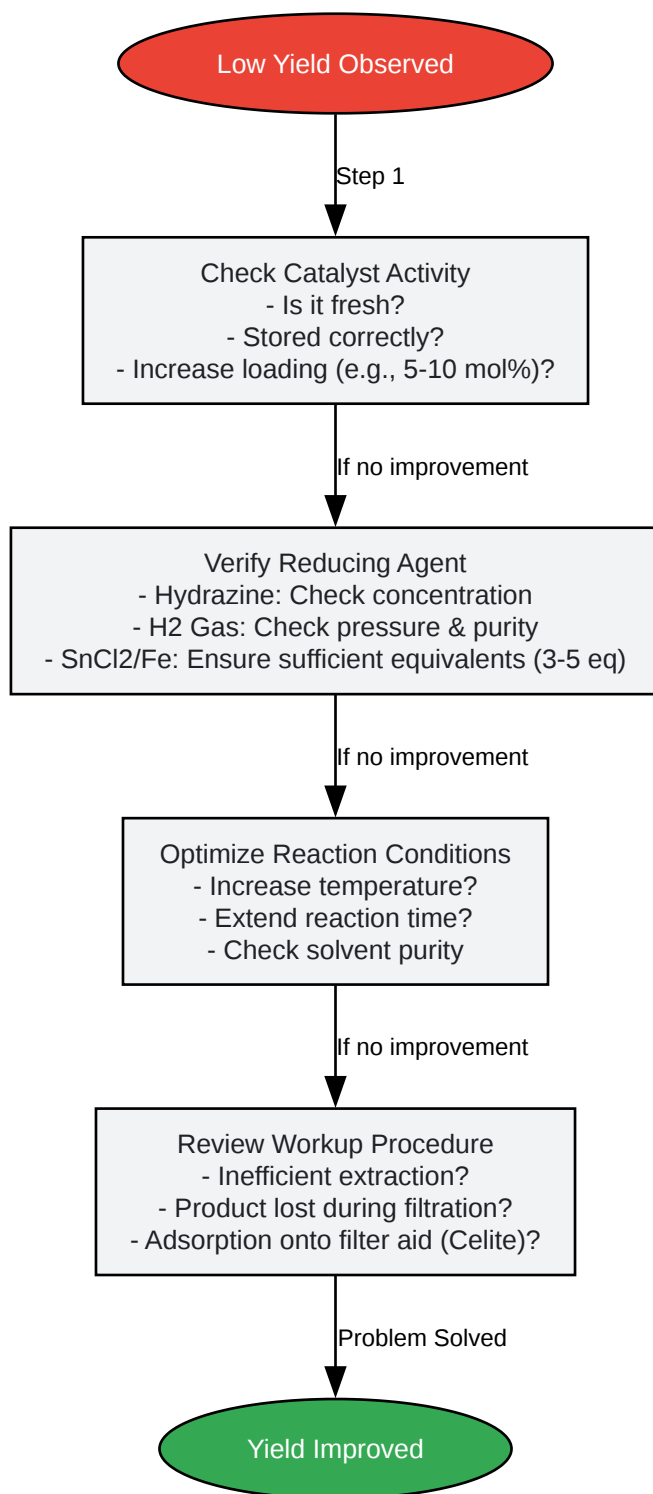 Low Yield Observed
Step 1
Check Catalyst Activity
- Is it fresh?
- Stored correctly?
- Increase loading (e.g., 5-10 mol%)?
If no improvement
Verify Reducing Agent
- Hydrazine: Check concentration
- H2 Gas: Check pressure & purity
- SnCl2/Fe: Ensure sufficient equivalents (3-5 eq)
If no improvement
Optimize Reaction Conditions
- Increase temperature?
- Extend reaction time?
- Check solvent purity
If no improvement
Review Workup Procedure
- Inefficient extraction?
- Product lost during filtration?
- Adsorption onto filter aid (Celite)?
Problem Solved
Yield Improved